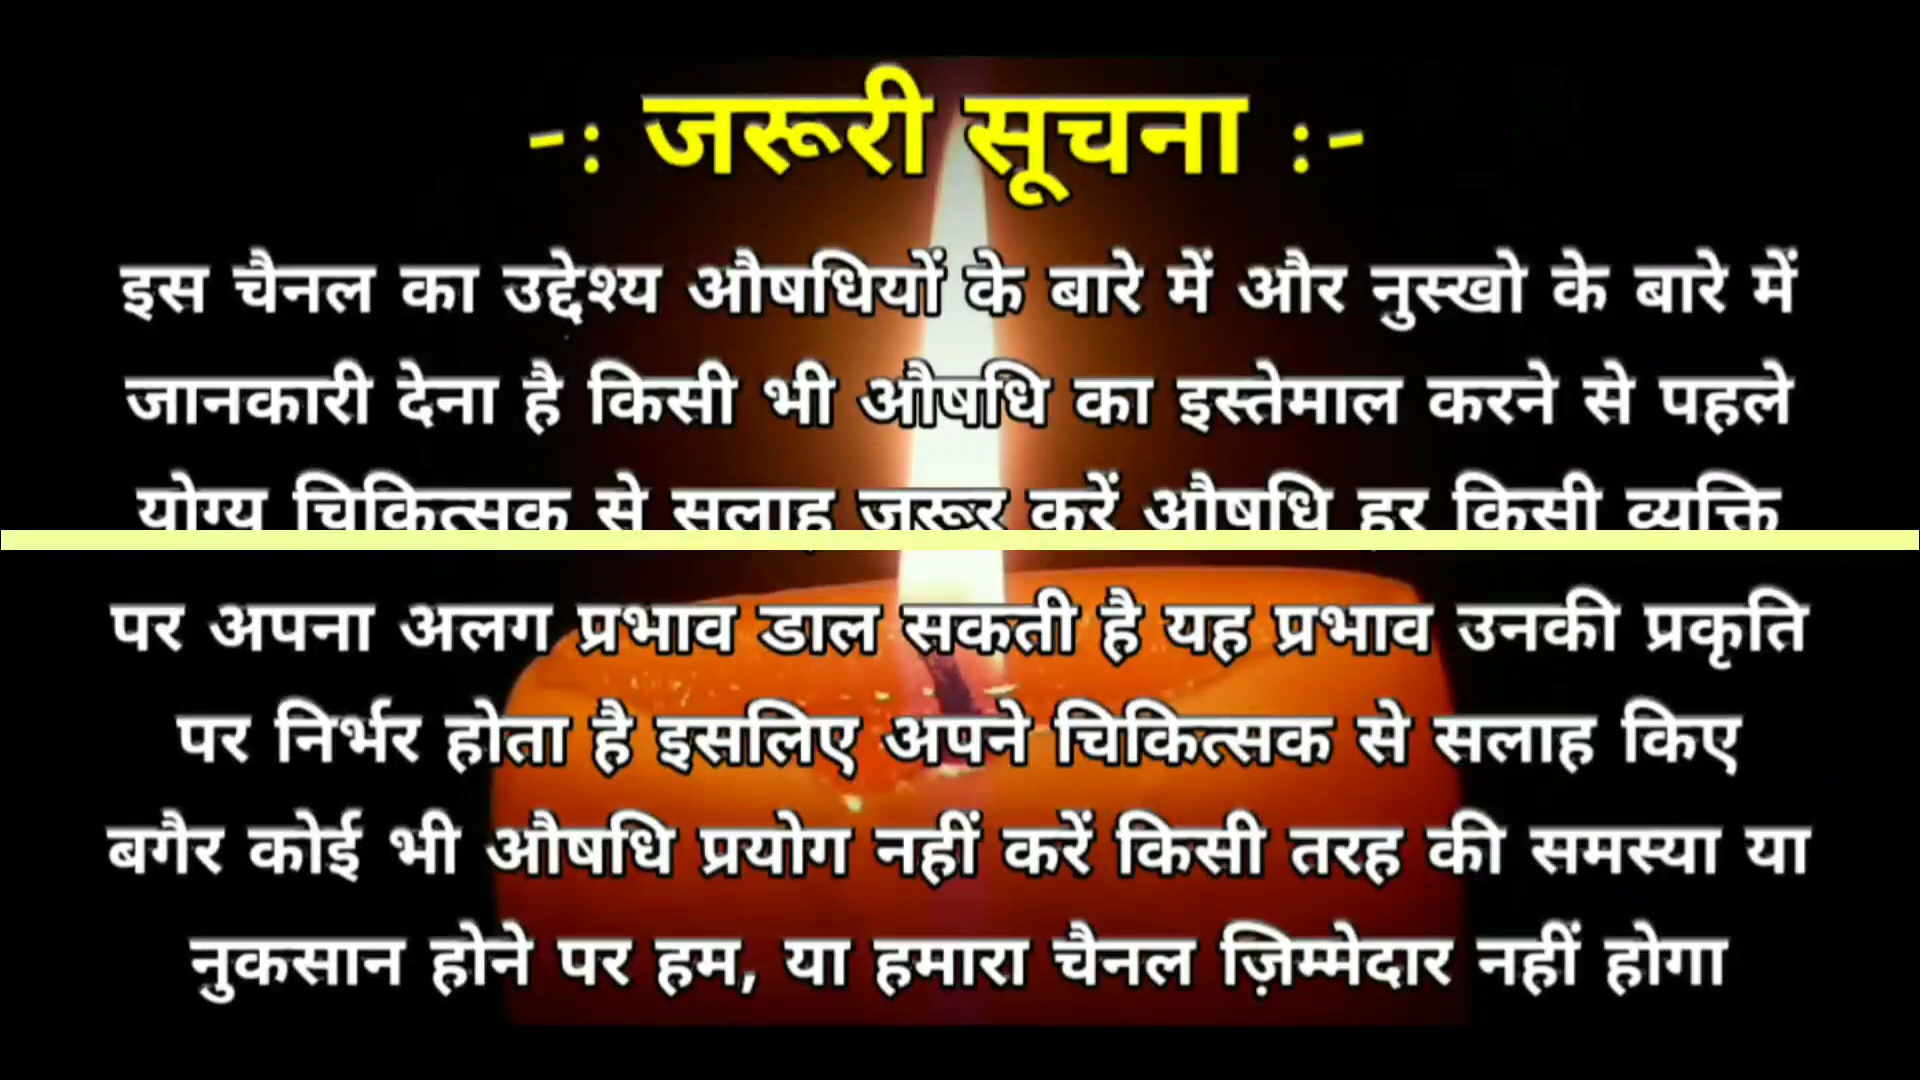 -: जरूरी सूचना :-
इस चैनल का उद्देश्य औषधियों के बारे में और नुस्खो के बारे में
जानकारी देना है किसी भी औषधि का इस्तेमाल करने से पहले
योग्य चिकित्सक से सलाह जरूर करें औषधि हर किसी व्यक्ति
पर अपना अलग प्रभाव डाल सकती है यह प्रभाव उनकी प्रकृति
पर निर्भर होता है इसलिए अपने चिकित्सक से सलाह किए
बगैर कोई भी औषधि प्रयोग नहीं करें किसी तरह की समस्या या
नुकसान होने पर हम, या हमारा चैनल ज़िम्मेदार नहीं होगा